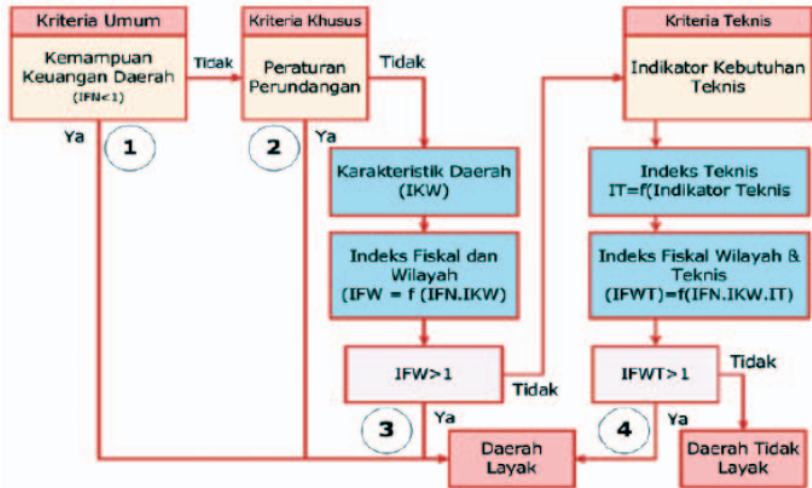 Kriteria Umum
Kemampuan
Keuangan Daerah
(IFN<1)
Tidak
Ya
1
Kriteria Khusus
Peraturan
Perundangan
Tidak
Ya
2
Karakteristik Daerah
(IKW)
Indeks Fiskal dan
Wilayah
(IFW = f (IFN.IKW)
IFW>1
Tidak
Ya
3
Kriteria Teknis
Indikator Kebutuhan
Teknis
Indeks Teknis
IT=f(Indikator Teknis
Indeks Fiskal Wilayah &
Teknis
(IFWT)=f(IFN.IKW.IT)
IFWT>1
Tidak
Ya
4
Daerah
Layak
Daerah Tidak
Layak